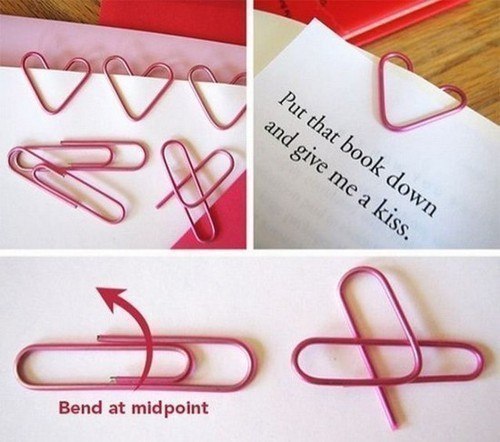 Put that book down
and give me a kiss.
Bend at midpoint